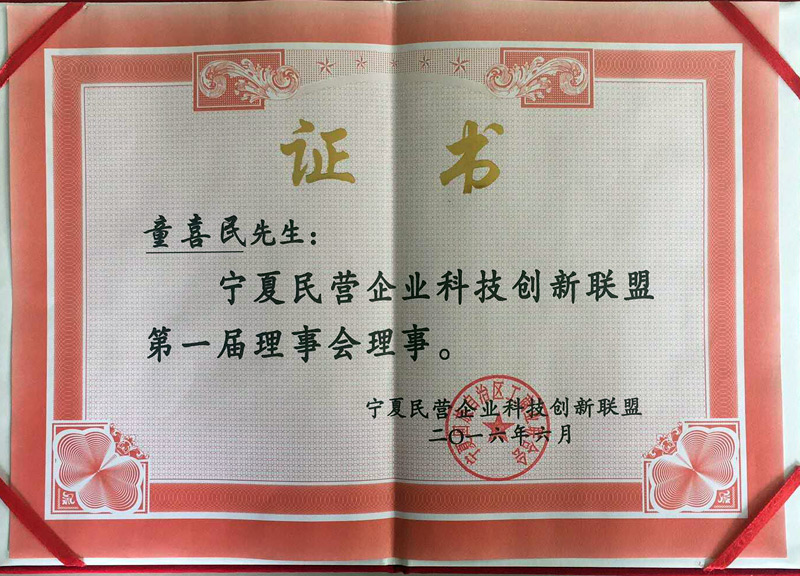 证 书
童喜民先生：
宁夏民营企业科技创新联盟
第一届理事会理事。
宁夏民营企业科技创新联盟
二〇一六年六月